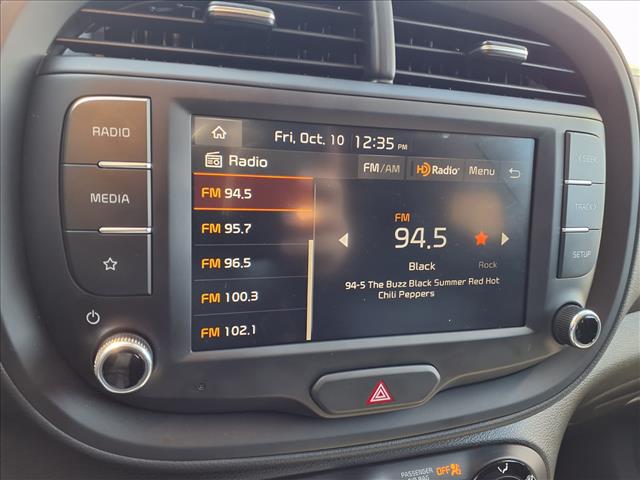 RADIO
MEDIA
Fri, Oct. 10 12:35 PM
Radio FM/AM HD Radio Menu
FM 94.5
FM 95.7
FM 96.5
FM 100.3
FM 102.1
FM
94.5
Black Rock
94-5 The Buzz Black Summer Red Hot
Chili Peppers
< SEEK
TRACK >
SETUP
PASSENGER
AIR BAG
OFF